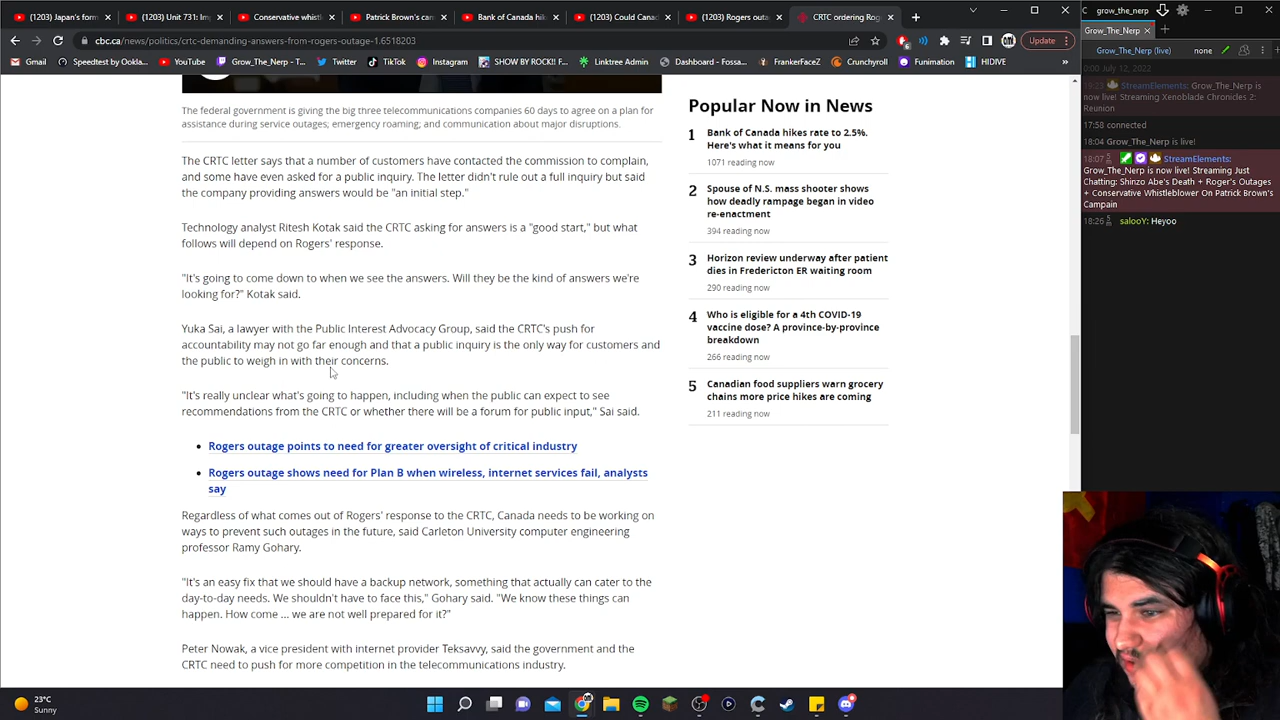 (1203) Japan's form
(1203) Unit 731: Im
Conservative whistl
Patrick Brown's can
Bank of Canada hik
(1203) Could Canad
(1203) Rogers outa
CRTC ordering Rog
cbc.ca/news/politics/crtc-demanding-answers-from-rogers-outage-1.6518203
Update
Gmail
Speedtest by Ookla...
YouTube
Grow_The_Nerp - T...
Twitter
TikTok
Instagram
SHOW BY ROCK!! F...
Linktree Admin
Dashboard - Fossa...
FrankerFaceZ
Crunchyroll
Funimation
HIDIVE
The federal government is giving the big three telecommunications companies 60 days to agree on a plan for
assistance during service outages; emergency roaming; and communication about major disruptions.
The CRTC letter says that a number of customers have contacted the commission to complain,
and some have even asked for a public inquiry. The letter didn't rule out a full inquiry but said
the company providing answers would be "an initial step."
Technology analyst Ritesh Kotak said the CRTC asking for answers is a "good start," but what
follows will depend on Rogers' response.
"It's going to come down to when we see the answers. Will they be the kind of answers we're
looking for?" Kotak said.
Yuka Sai, a lawyer with the Public Interest Advocacy Group, said the CRTC's push for
accountability may not go far enough and that a public inquiry is the only way for customers and
the public to weigh in with their concerns.
"It's really unclear what's going to happen, including when the public can expect to see
recommendations from the CRTC or whether there will be a forum for public input," Sai said.
Rogers outage points to need for greater oversight of critical industry
Rogers outage shows need for Plan B when wireless, internet services fail, analysts
say
Regardless of what comes out of Rogers' response to the CRTC, Canada needs to be working on
ways to prevent such outages in the future, said Carleton University computer engineering
professor Ramy Gohary.
"It's an easy fix that we should have a backup network, something that actually can cater to the
day-to-day needs. We shouldn't have to face this," Gohary said. "We know these things can
happen. How come ... we are not well prepared for it?"
Peter Nowak, a vice president with internet provider Teksavvy, said the government and the
CRTC need to push for more competition in the telecommunications industry.
Popular Now in News
1 Bank of Canada hikes rate to 2.5%.
Here's what it means for you
1071 reading now
2 Spouse of N.S. mass shooter shows
how deadly rampage began in video
re-enactment
394 reading now
3 Horizon review underway after patient
dies in Fredericton ER waiting room
290 reading now
4 Who is eligible for a 4th COVID-19
vaccine dose? A province-by-province
breakdown
266 reading now
5 Canadian food suppliers warn grocery
chains more price hikes are coming
211 reading now
grow_the_nerp
Grow_The_Nerp
Grow_The_Nerp (live)
none
0:00 July 12, 2022
19:23 StreamElements: Grow_The_Nerp is
now live! Streaming Xenoblade Chronicles 2:
Reunion
17:58 connected
18:04 Grow_The_Nerp is live!
18:07 StreamElements:
Grow_The_Nerp is now live! Streaming Just
Chatting: Shinzo Abe's Death + Roger's Outages
+ Conservative Whistleblower On Patrick Brown's
Campain
18:26 salooY: Heyoo
23°C
Sunny